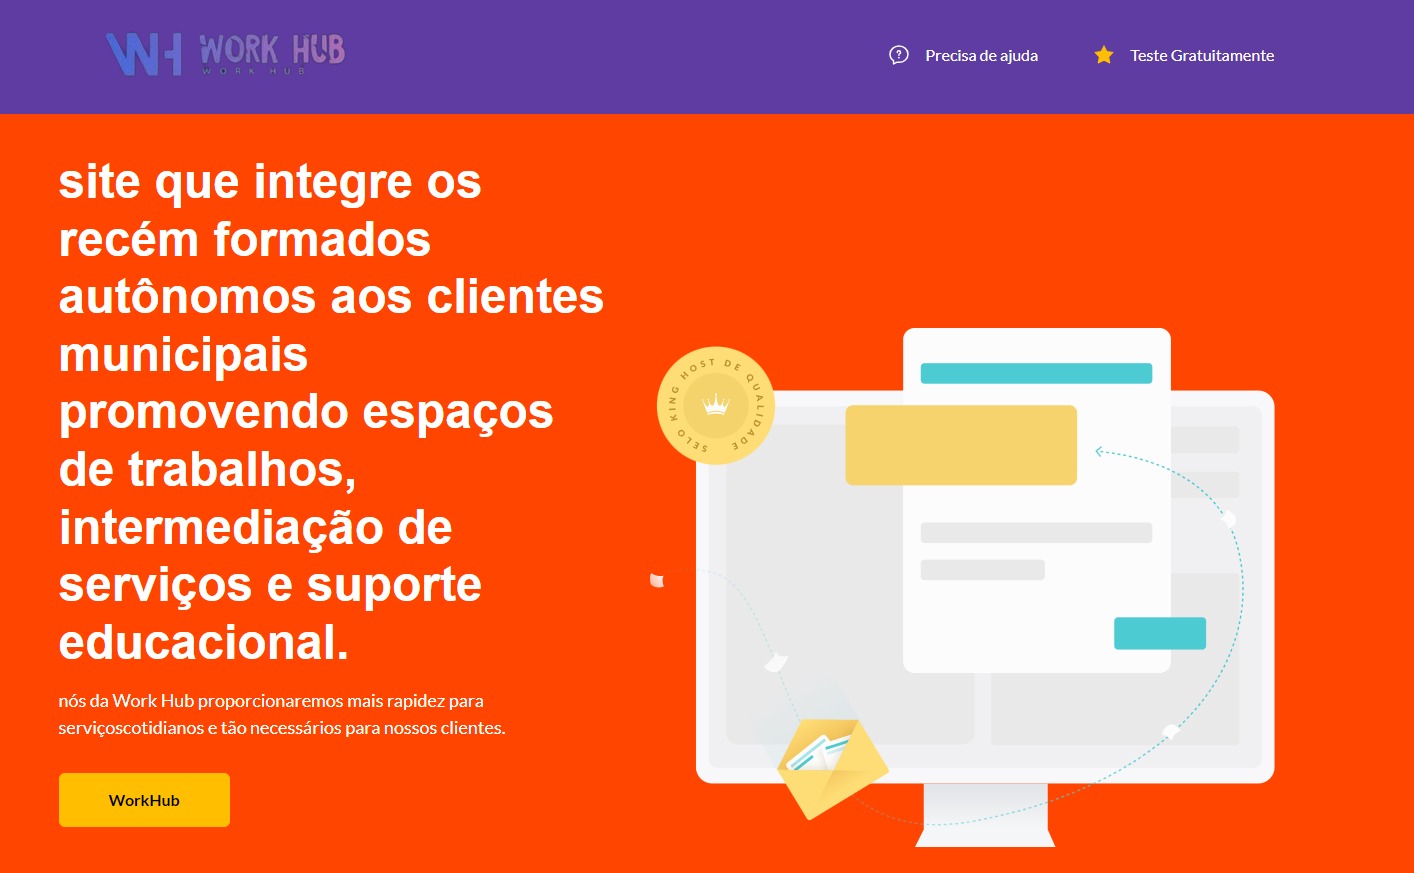 WH WORK HUB
WORK HUB
Precisa de ajuda
Teste Gratuitamente
site que integre os
recém formados
autônomos aos clientes
municipais
promovendo espaços
de trabalhos,
intermediação de
serviços e suporte
educacional.
nós da Work Hub proporcionaremos mais rapidez para
serviçoscotidianos e tão necessários para nossos clientes.
WorkHub
SELO KING HOST DE QUALIDADE